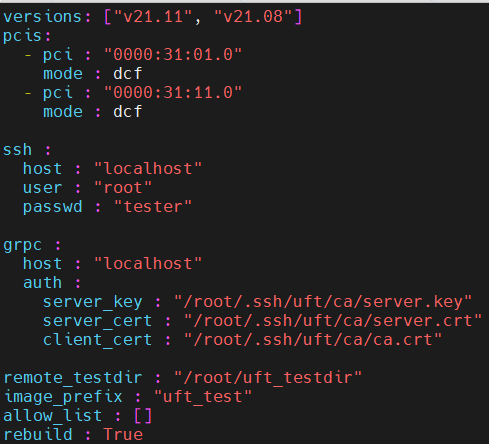 versions: ["v21.11", "v21.08"]
pcis:
  - pci : "0000:31:01.0"
    mode : dcf
  - pci : "0000:31:11.0"
    mode : dcf

ssh :
  host : "localhost"
  user : "root"
  passwd : "tester"

grpc :
  host : "localhost"
  auth :
    server_key : "/root/.ssh/uft/ca/server.key"
    server_cert : "/root/.ssh/uft/ca/server.crt"
    client_cert : "/root/.ssh/uft/ca/ca.crt"

remote_testdir : "/root/uft_testdir"
image_prefix : "uft_test"
allow_list : []
rebuild : True